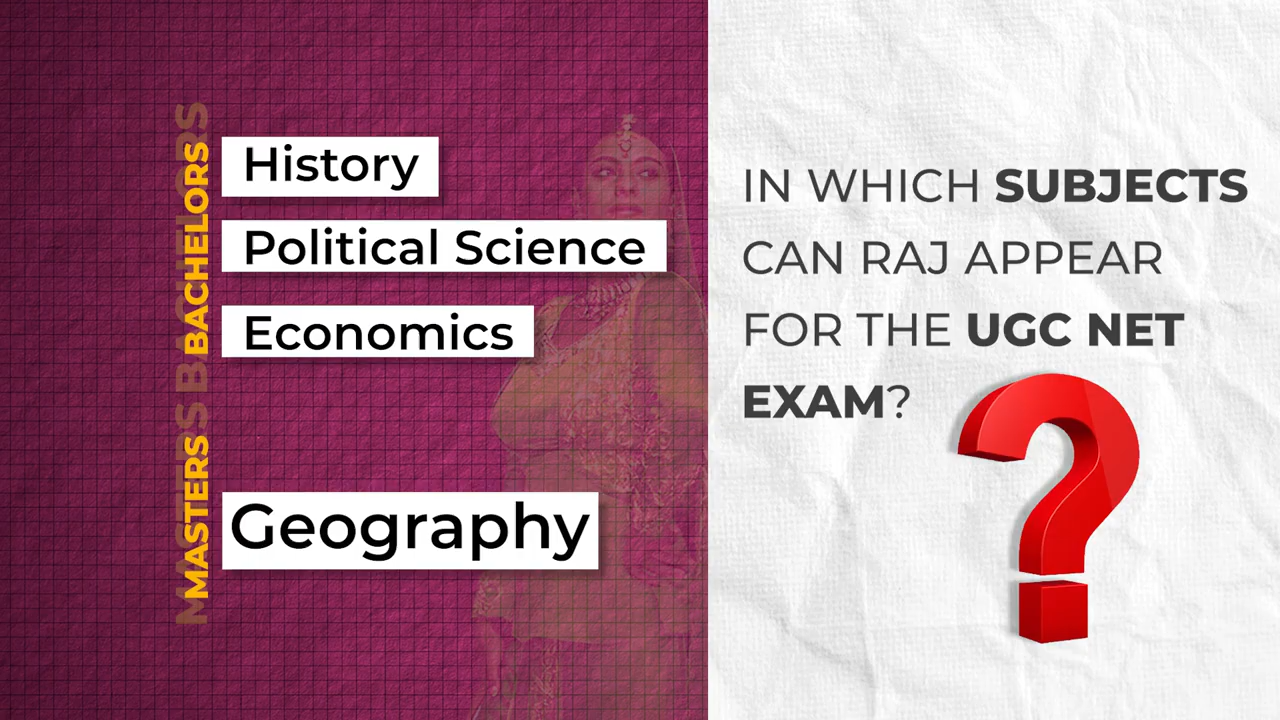 BACHELORS
History
Political Science
Economics
MASTERS
Geography
IN WHICH SUBJECTS
CAN RAJ APPEAR
FOR THE UGC NET
EXAM?